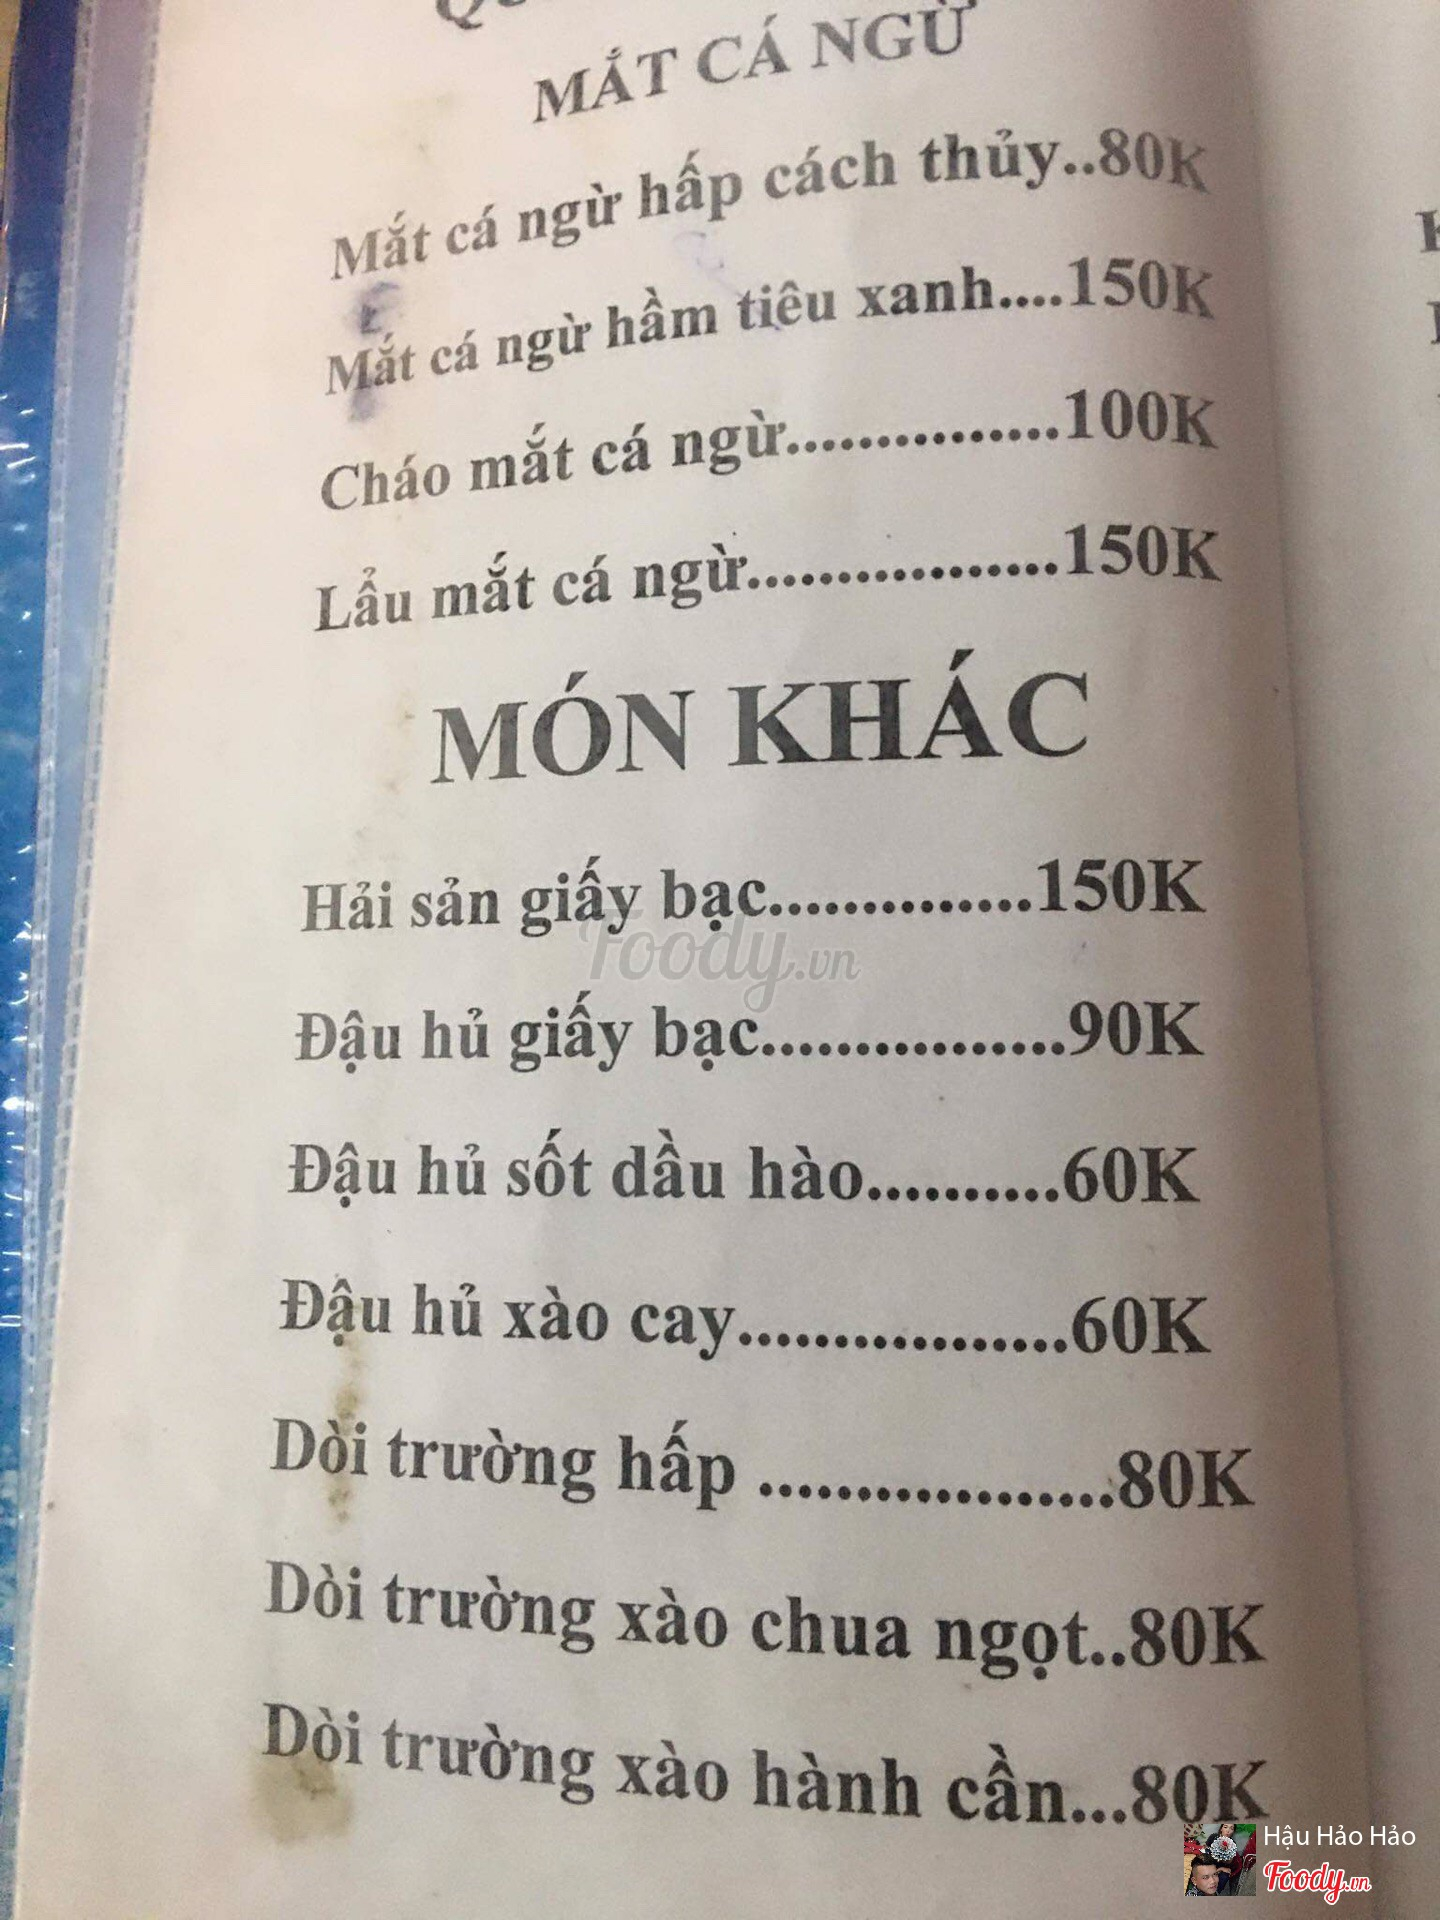 MẮT CÁ NGỪ
Mắt cá ngừ hấp cách thủy..80K
Mắt cá ngừ hầm tiêu xanh....150K
Cháo mắt cá ngừ...............100K
Lẩu mắt cá ngừ.................150K
MÓN KHÁC
Hải sản giấy bạc..............150K
Foody.vn
Đậu hủ giấy bạc................90K
Đậu hủ sốt dầu hào..........60K
Đậu hủ xào cay.................60K
Dòi trường hấp ..................80K
Dòi trường xào chua ngọt..80K
Dòi trường xào hành cần...80K
Hậu Hảo Hảo
Foody.vn